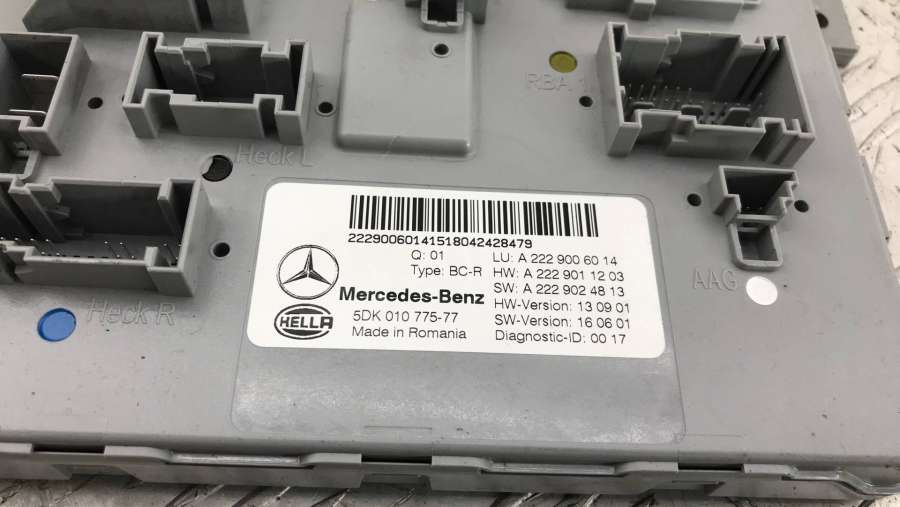 RBA 1
Heck L
22290060141518042428479
Q: 01
Type: BC-R
LU: A 222 900 60 14
HW: A 222 901 12 03
SW: A 222 902 48 13
HW-Version: 13 09 01
SW-Version: 16 06 01
Diagnostic-ID: 00 17
Mercedes-Benz
HELLA
5DK 010 775-77
Made in Romania
AAG
Heck R